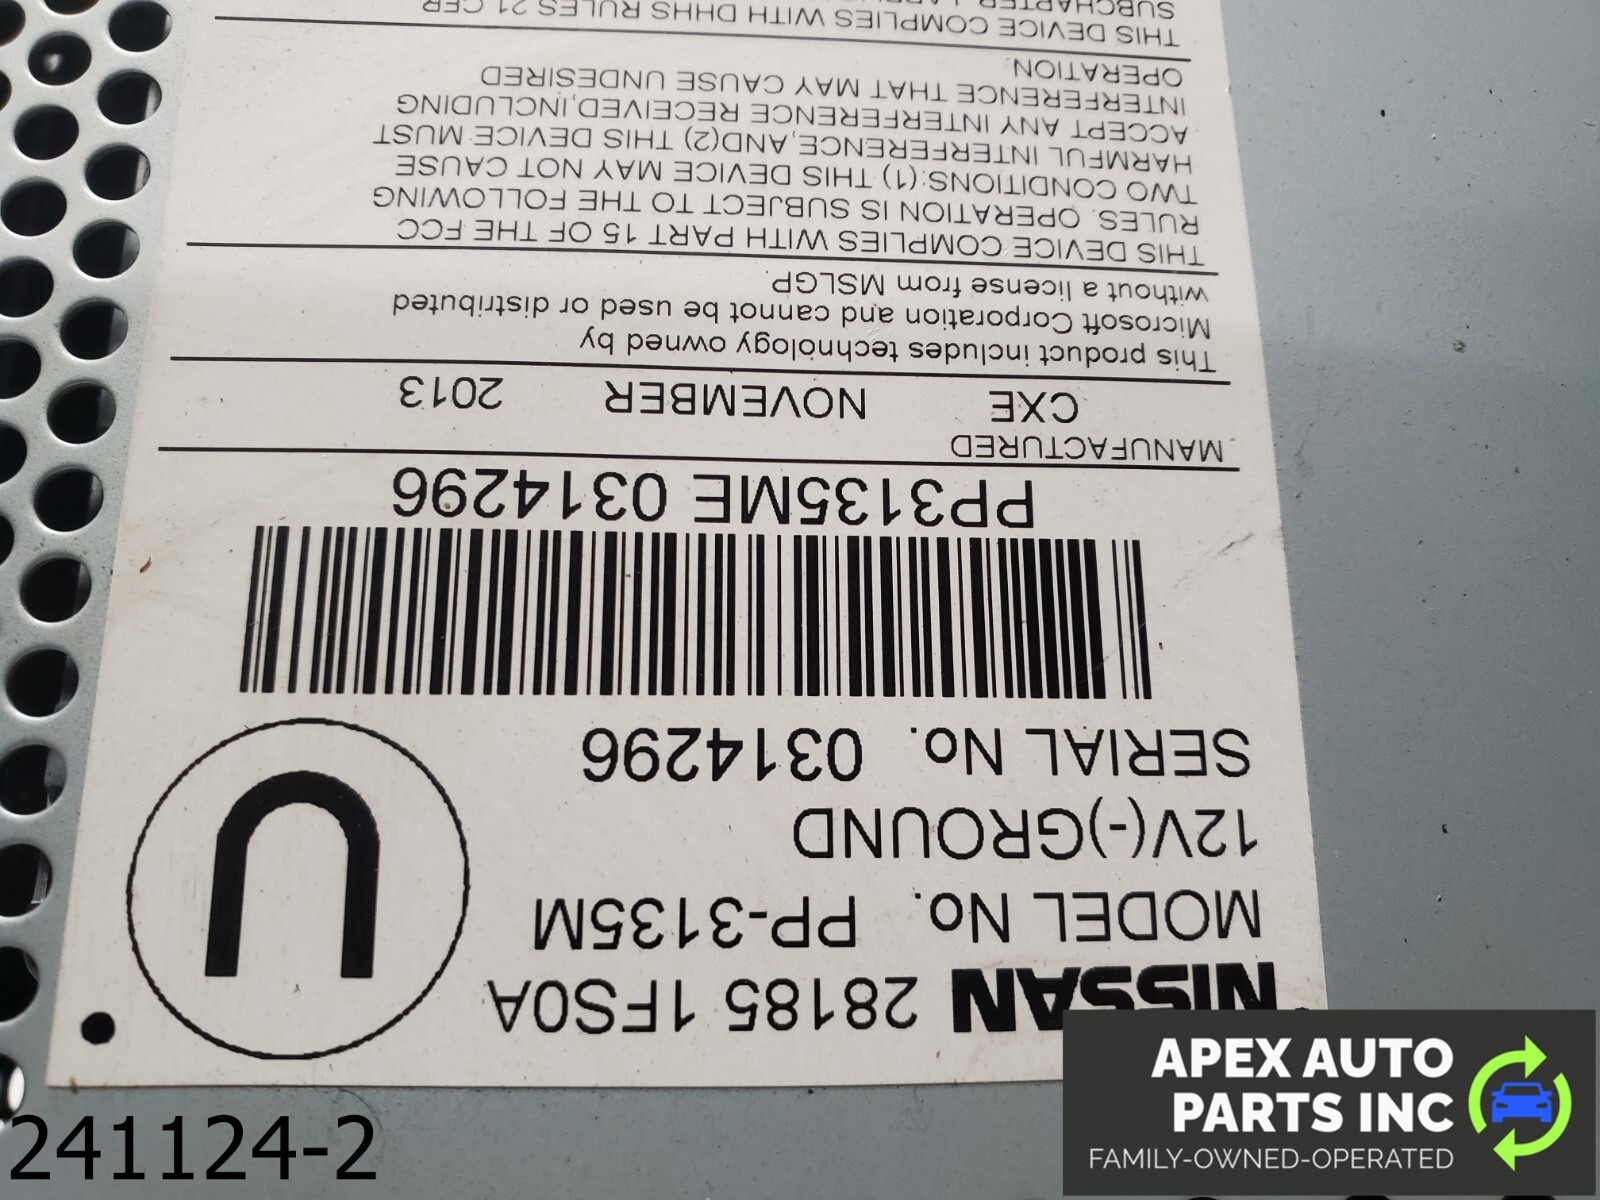 NISSAN 28185 1FS0A
MODEL No. PP-3135M
12V(-)GROUND
U
SERIAL No. 0314296
PP3135ME 0314296
MANUFACTURED
CXE NOVEMBER 2013
This product includes technology owned by
Microsoft Corporation and cannot be used or distributed
without a license from MSLGP.
THIS DEVICE COMPLIES WITH PART 15 OF THE FCC
RULES. OPERATION IS SUBJECT TO THE FOLLOWING
TWO CONDITIONS:(1) THIS DEVICE MAY NOT CAUSE
HARMFUL INTERFERENCE,AND(2) THIS DEVICE MUST
ACCEPT ANY INTERFERENCE RECEIVED,INCLUDING
INTERFERENCE THAT MAY CAUSE UNDESIRED
OPERATION.
THIS DEVICE COMPLIES WITH DHHS RULES 21 CFR
SUBCHAPTER
241124-2
APEX AUTO
PARTS INC
FAMILY-OWNED-OPERATED